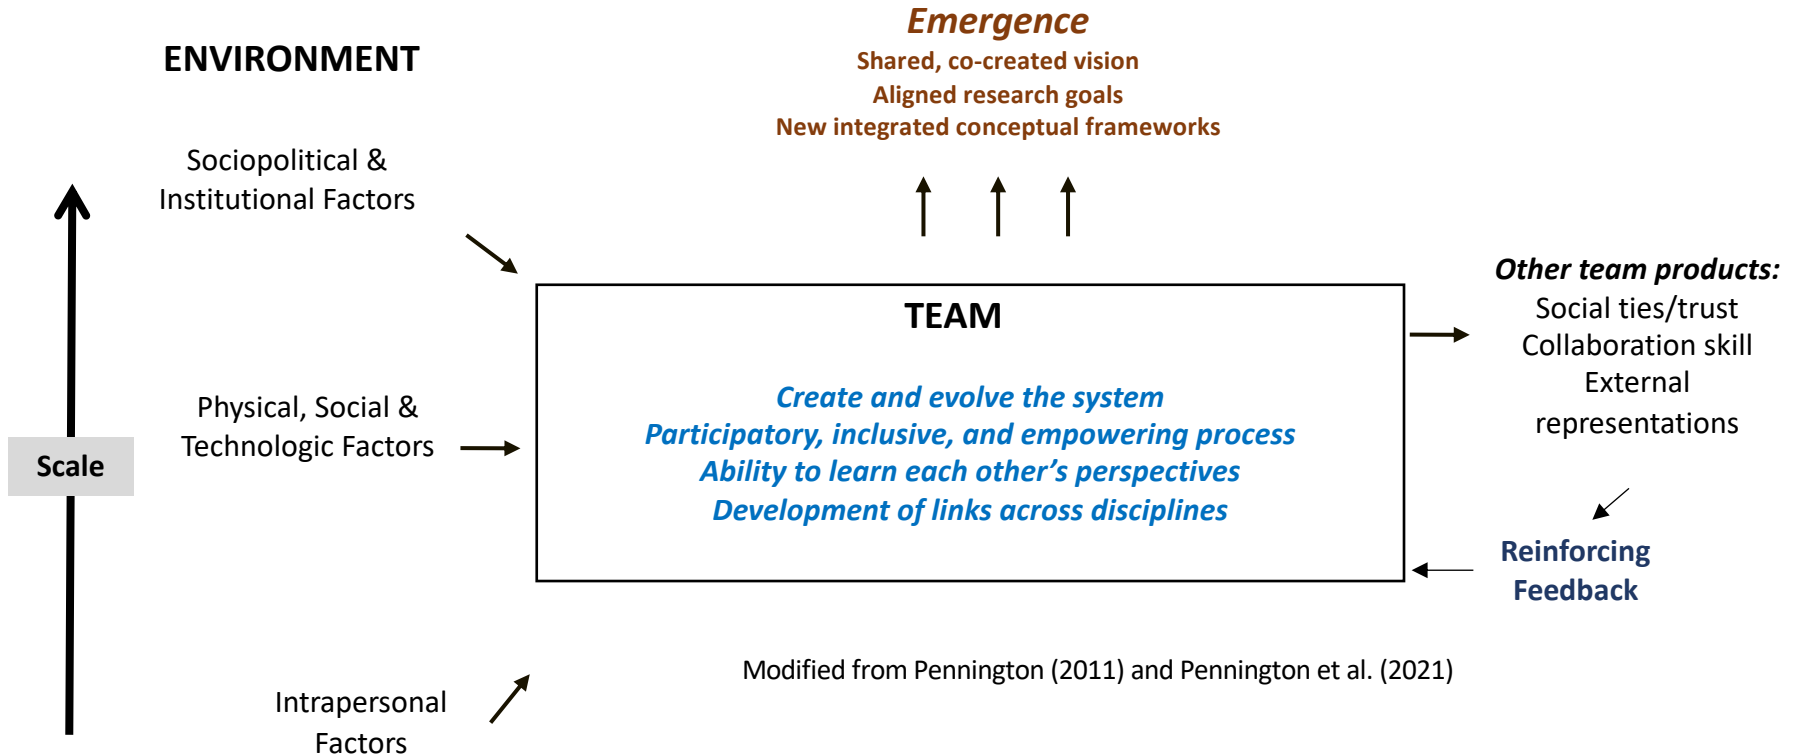 ENVIRONMENT
Sociopolitical &
Institutional Factors
Scale
Physical, Social &
Technologic Factors
Intrapersonal
Factors
Emergence
Shared, co-created vision
Aligned research goals
New integrated conceptual frameworks
TEAM
Create and evolve the system
Participatory, inclusive, and empowering process
Ability to learn each other’s perspectives
Development of links across disciplines
Other team products:
Social ties/trust
Collaboration skill
External
representations
Reinforcing
Feedback
Modified from Pennington (2011) and Pennington et al. (2021)